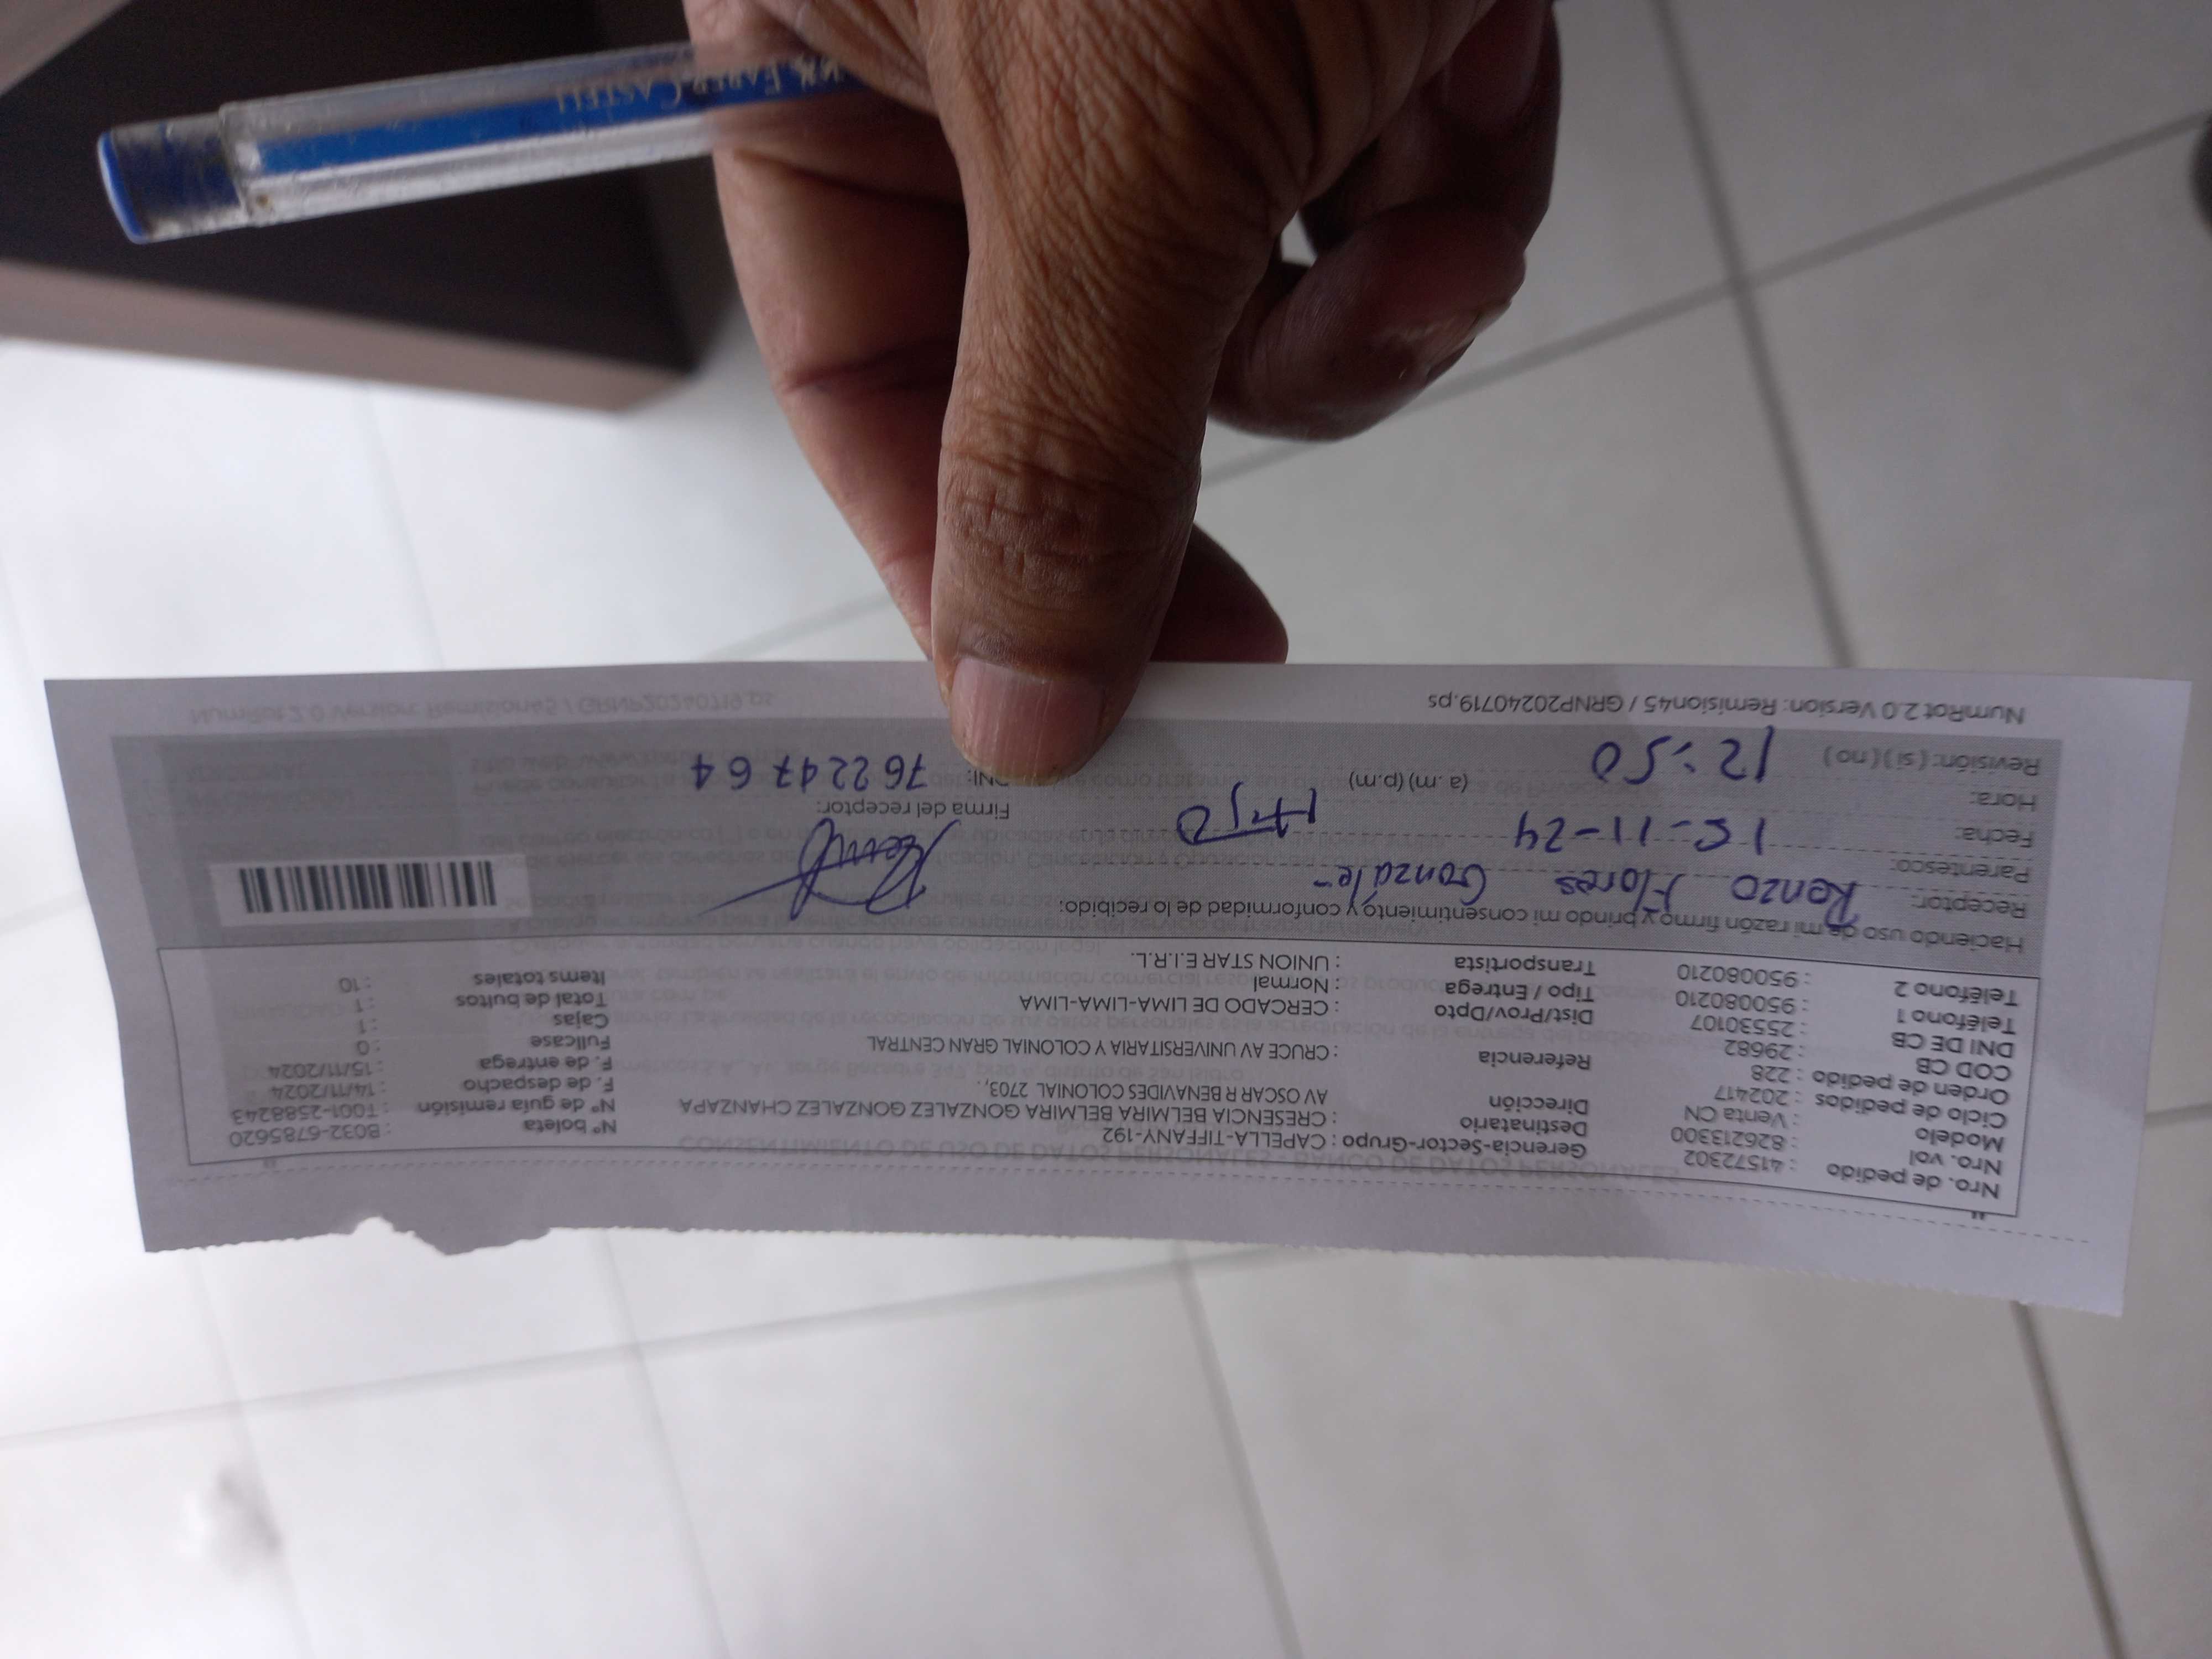 FABER-CASTELL
Nro. de pedido : 41572302
Nro. vol : 826213300
Modelo : Venta CN
Ciclo de pedidos : 202417
Orden de pedido : 228
COD CB : 29682
DNI DE CB : 25530107
Teléfono 1 : 950080210
Teléfono 2 : 950080210
Gerencia-Sector-Grupo : CAPELLA-TIFFANY-192
Destinatario : CRESENCIA BELMIRA BELMIRA GONZALEZ GONZALEZ CHANZAPA
Dirección AV OSCAR R BENAVIDES COLONIAL 2703, .
Referencia : CRUCE AV UNIVERSITARIA Y COLONIAL GRAN CENTRAL
Dist/Prov/Dpto : CERCADO DE LIMA-LIMA-LIMA
Tipo / Entrega : Normal
Transportista : UNION STAR E.I.R.L.
Nº boleta : B032-6785620
Nº de guía remisión : T001-2588243
F. de despacho : 14/11/2024
F. de entrega : 15/11/2024
Fullcase : 0
Cajas : 1
Total de bultos : 1
Items totales : 10
Haciendo uso de mi razón firmo y brindo mi consentimiento y conformidad de lo recibido:
Receptor: Renzo Flores Gonzále
Parentesco: Hijo
Fecha: 15-11-24
Hora: 12:50 (a. m) (p.m)
Revisión: ( si ) ( no )
Firma del receptor:
DNI: 76224764
NumRot 2.0 Version: Remision45 / GRNP20240719.ps